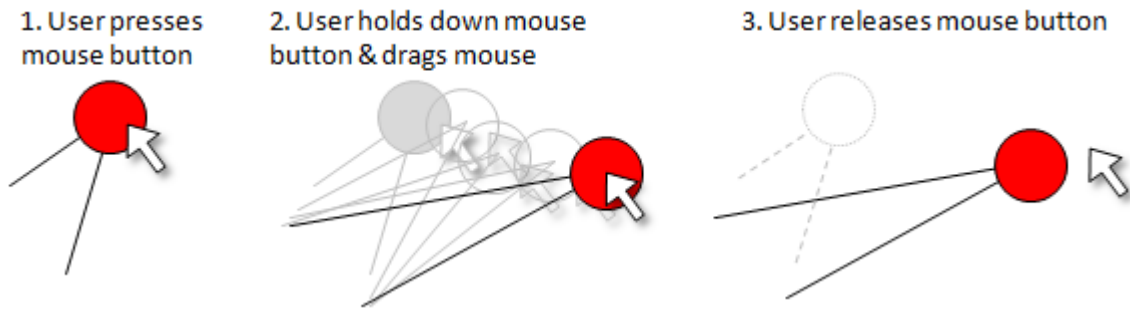 1. User presses
mouse button
2. User holds down mouse
button & drags mouse
3. User releases mouse button